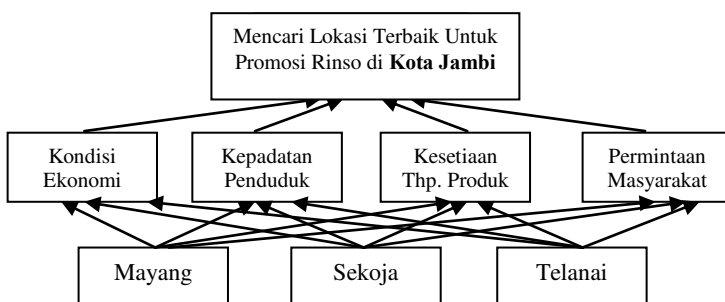 Mencari Lokasi Terbaik Untuk
Promosi Rinso di Kota Jambi
Kondisi
Ekonomi
Kepadatan
Penduduk
Kesetiaan
Thp. Produk
Permintaan
Masyarakat
Mayang
Sekoja
Telanai